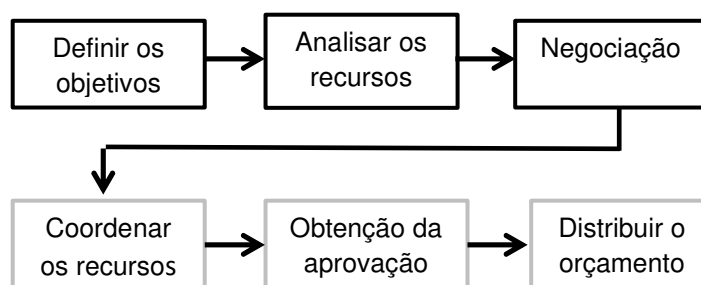 Definir os
objetivos
Analisar os
recursos
Negociação
Coordenar
os recursos
Obtenção da
aprovação
Distribuir o
orçamento